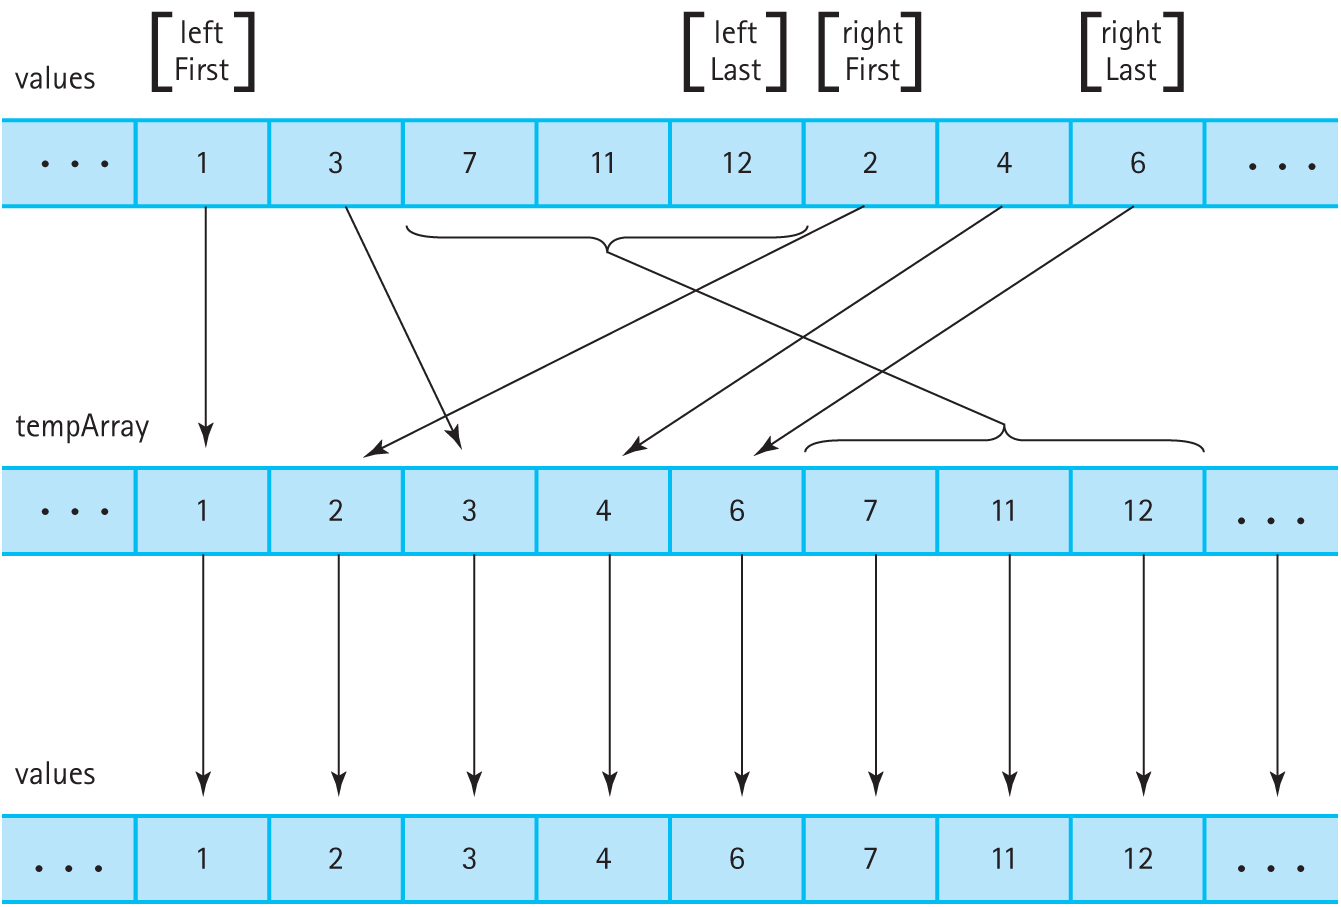 [left First] [left Last] [right First] [right Last]
values
... 1 3 7 11 12 2 4 6 ...
tempArray
... 1 2 3 4 6 7 11 12 ...
values
... 1 2 3 4 6 7 11 12 ...